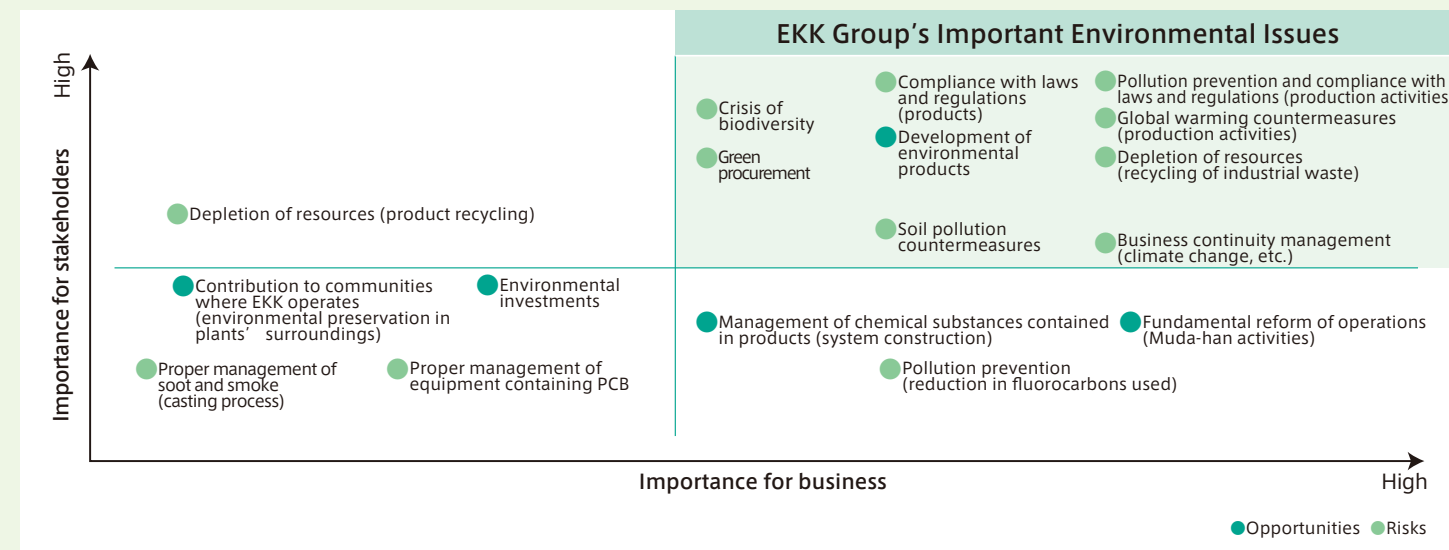 EKK Group's Important Environmental Issues
High
Importance for stakeholders
Crisis of
biodiversity
Green
procurement
Compliance with laws
and regulations
(products)
Development of
environmental
products
Soil pollution
countermeasures
Pollution prevention and compliance with
laws and regulations (production activities
Global warming countermeasures
(production activities)
Depletion of resources
(recycling of industrial waste)
Business continuity management
(climate change, etc.)
Depletion of resources (product recycling)
Contribution to communities
where EKK operates
(environmental preservation in
plants' surroundings)
Environmental
investments
Proper management of
soot and smoke
(casting process)
Proper management of
equipment containing PCB
Management of chemical substances contained
in products (system construction)
Fundamental reform of operations
(Muda-han activities)
Pollution prevention
(reduction in fluorocarbons used)
Importance for business
High
Opportunities
Risks